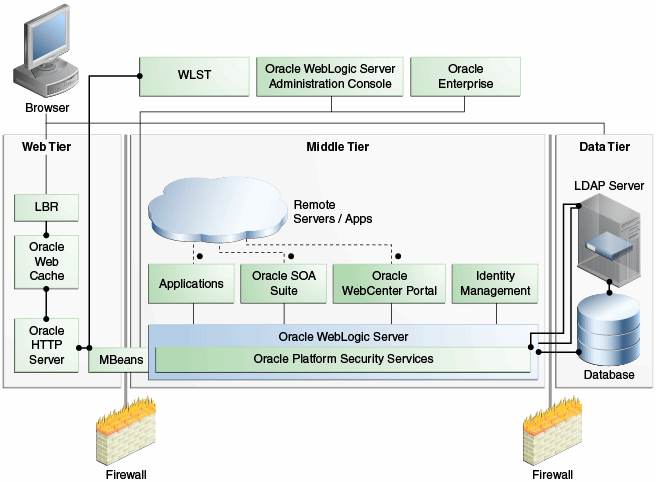 Browser
WLST
Oracle WebLogic Server
Administration Console
Oracle
Enterprise
Web Tier
Middle Tier
Data Tier
LBR
Oracle
Web
Cache
Oracle
HTTP
Server
MBeans
Remote
Servers / Apps
Applications
Oracle SOA
Suite
Oracle
WebCenter Portal
Identity
Management
Oracle WebLogic Server
Oracle Platform Security Services
LDAP Server
Database
Firewall
Firewall